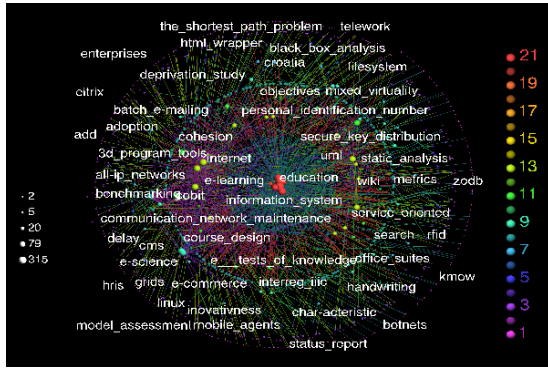 the_shortest_path_problem telework
html_wrapper black_box_analysis
enterprises croatia filesystem
deprivation_study
citrix objectives mixed_virtuality
batch_e-mailing personal_identification_number
add adoption cohesion secure_key_distribution
3d_program_tools internet uml static_analysis
all-ip_networks e-learning education wiki metrics zodb
benchmarking cobit information_system
communication_network_maintenance service_oriented
delay cms course_design search rfid
e-science e___tests_of_knowledge office_suites
hris grids e-commerce interreg_iiic handwriting kmow
linux inovativness char-acteristic
model_assessment mobile_agents botnets
status_report
2
5
20
79
315
21
19
17
15
13
11
9
7
5
3
1